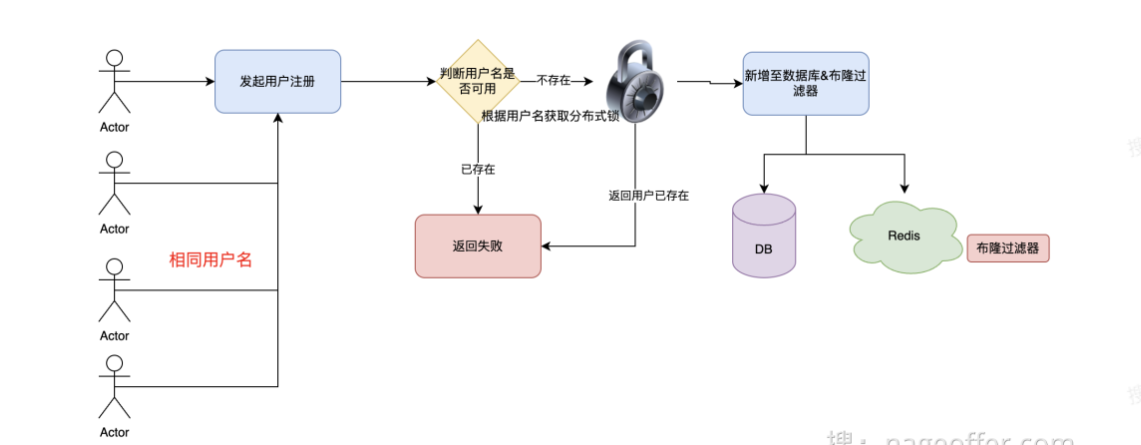 Actor
发起用户注册
判断用户名是
否可用
不存在
根据用户名获取分布式锁
新增至数据库&布隆过
滤器
已存在
返回用户已存在
Actor
相同用户名
返回失败
DB
Redis
布隆过滤器
Actor
Actor